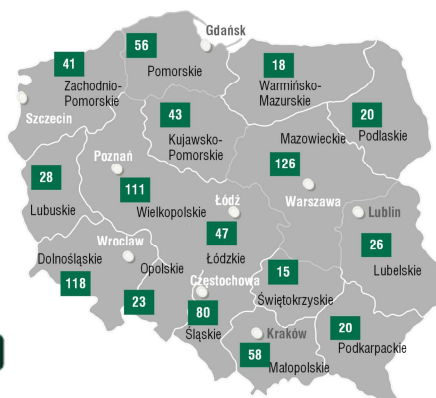 Gdańsk
56
Pomorskie
41
Zachodnio-
Pomorskie
Szczecin
18
Warmińsko-
Mazurskie
20
Podlaskie
43
Kujawsko-
Pomorskie
Mazowieckie
126
Warszawa
Poznań
111
Wielkopolskie
28
Lubuskie
Łódź
47
Łódzkie
Lublin
26
Lubelskie
Wrocław
Dolnośląskie
118
Opolskie
23
Częstochowa
80
Śląskie
15
Świętokrzyskie
Kraków
58
Małopolskie
20
Podkarpackie